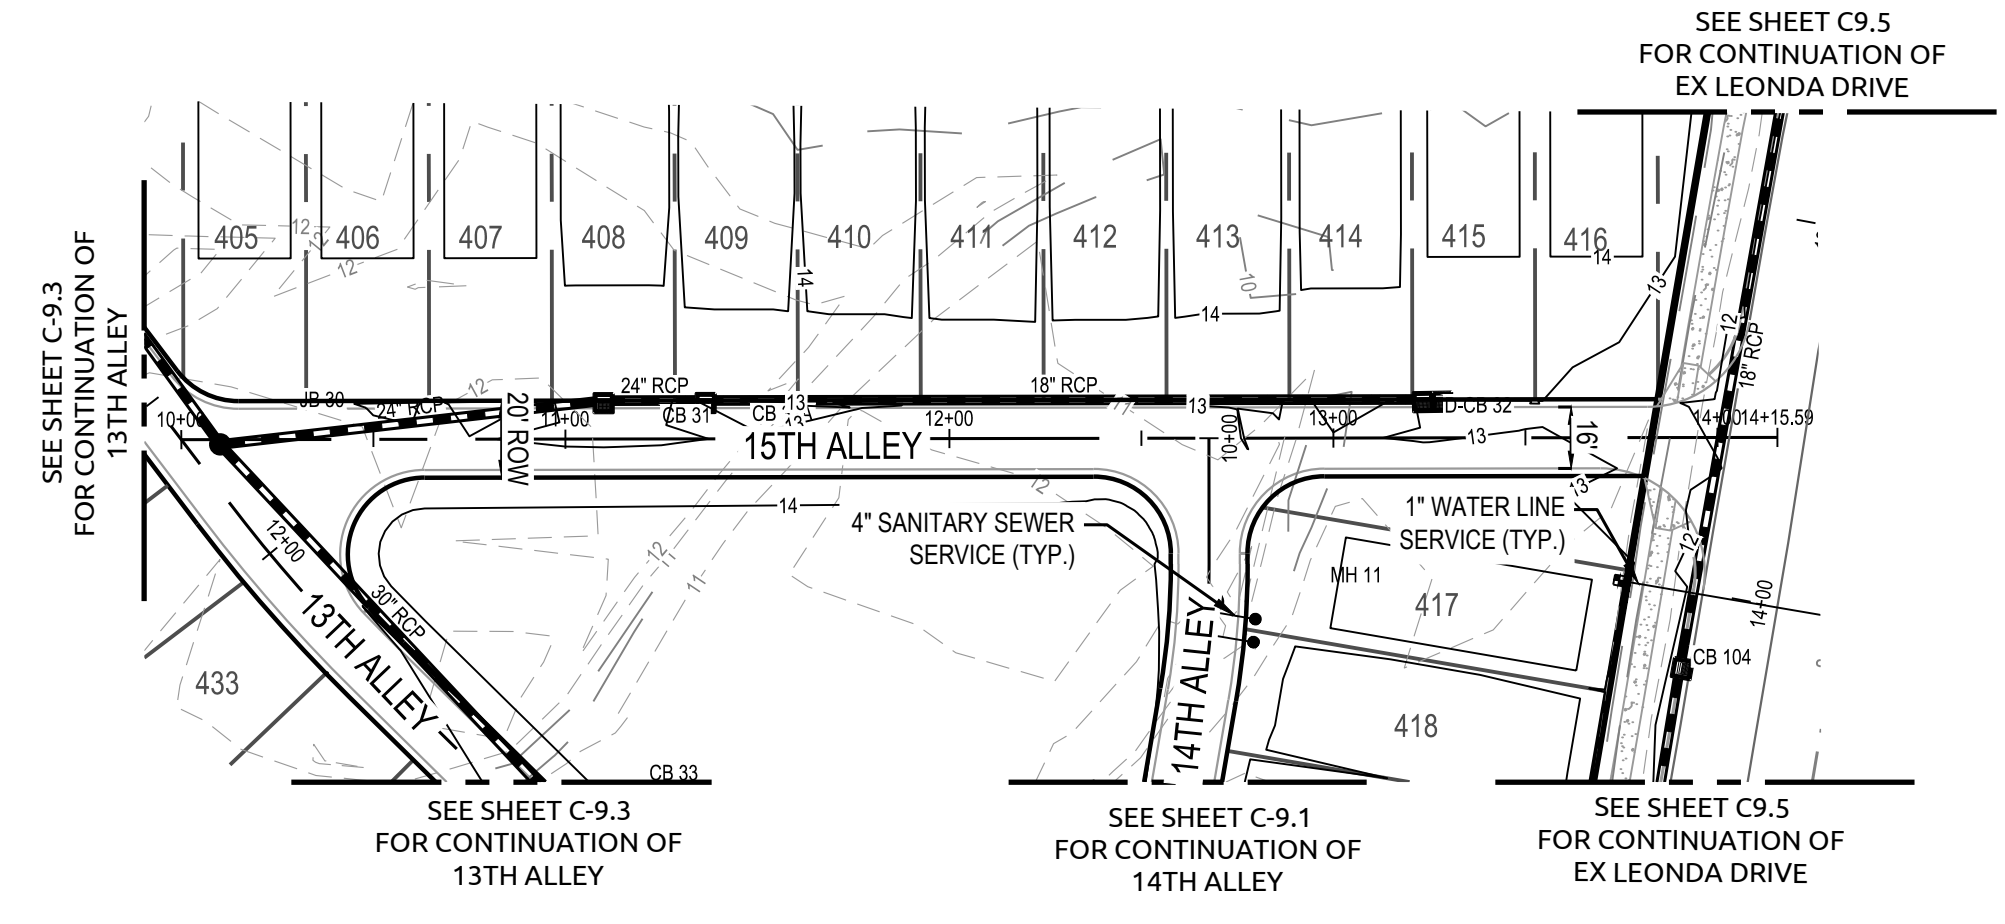 SEE SHEET C9.5
FOR CONTINUATION OF
EX LEONDA DRIVE
SEE SHEET C-9.3
FOR CONTINUATION OF
13TH ALLEY
405
406
407
408
409
410
411
412
413
414
415
416
12
12
12
14
14
14
10
13
12
18" RCP
JB 30
24" RCP
12
20' ROW
24" RCP
CB 31
CB
13
13
18" RCP
11
13
D-CB 32
10+00
11+00
12+00
13+00
14+00
14+15.59
15TH ALLEY
10+00
13
16'
13
12
14
4" SANITARY SEWER
SERVICE (TYP.)
1" WATER LINE
SERVICE (TYP.)
12
11
12
12+00
30" RCP
13TH ALLEY
MH 11
417
14+00
14TH ALLEY
CB 104
433
418
CB 33
SEE SHEET C-9.3
FOR CONTINUATION OF
13TH ALLEY
SEE SHEET C-9.1
FOR CONTINUATION OF
14TH ALLEY
SEE SHEET C9.5
FOR CONTINUATION OF
EX LEONDA DRIVE